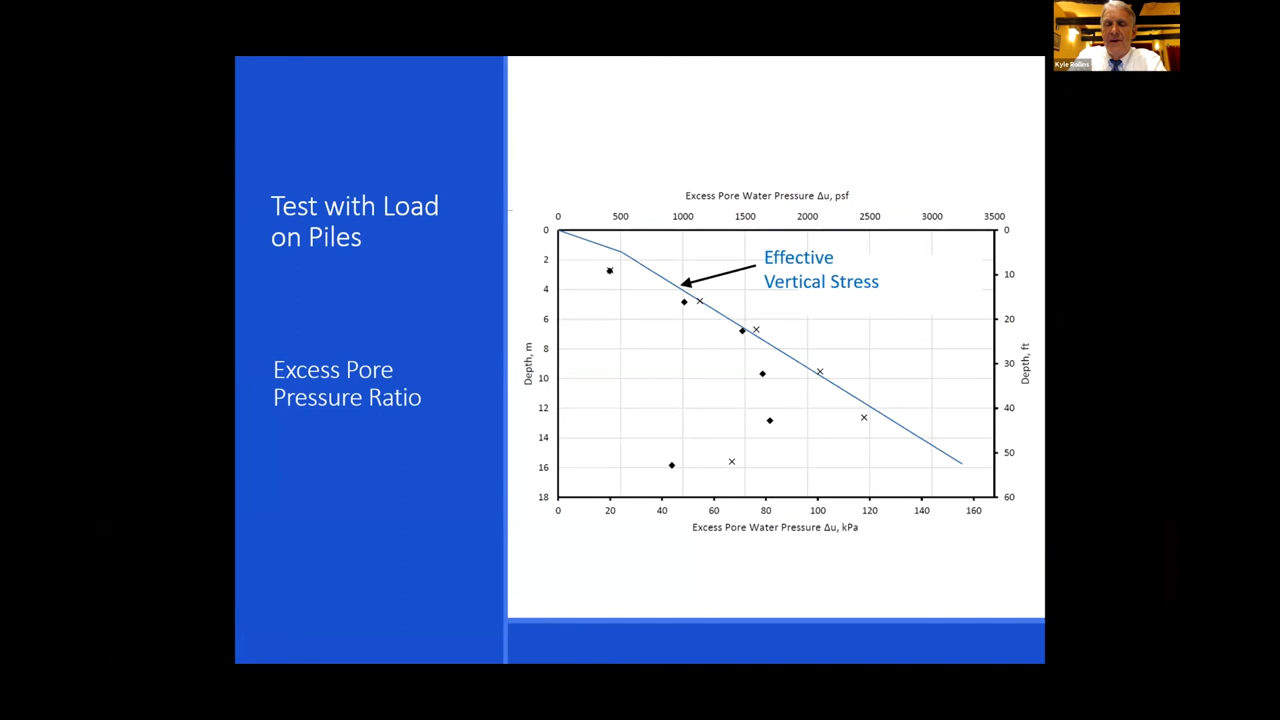 Kyle Rollins
Test with Load
on Piles
Excess Pore
Pressure Ratio
Excess Pore Water Pressure Δu, psf
0 500 1000 1500 2000 2500 3000 3500
Effective
Vertical Stress
Depth, m
0
2
4
6
8
10
12
14
16
18
Depth, ft
0
10
20
30
40
50
60
0 20 40 60 80 100 120 140 160
Excess Pore Water Pressure Δu, kPa